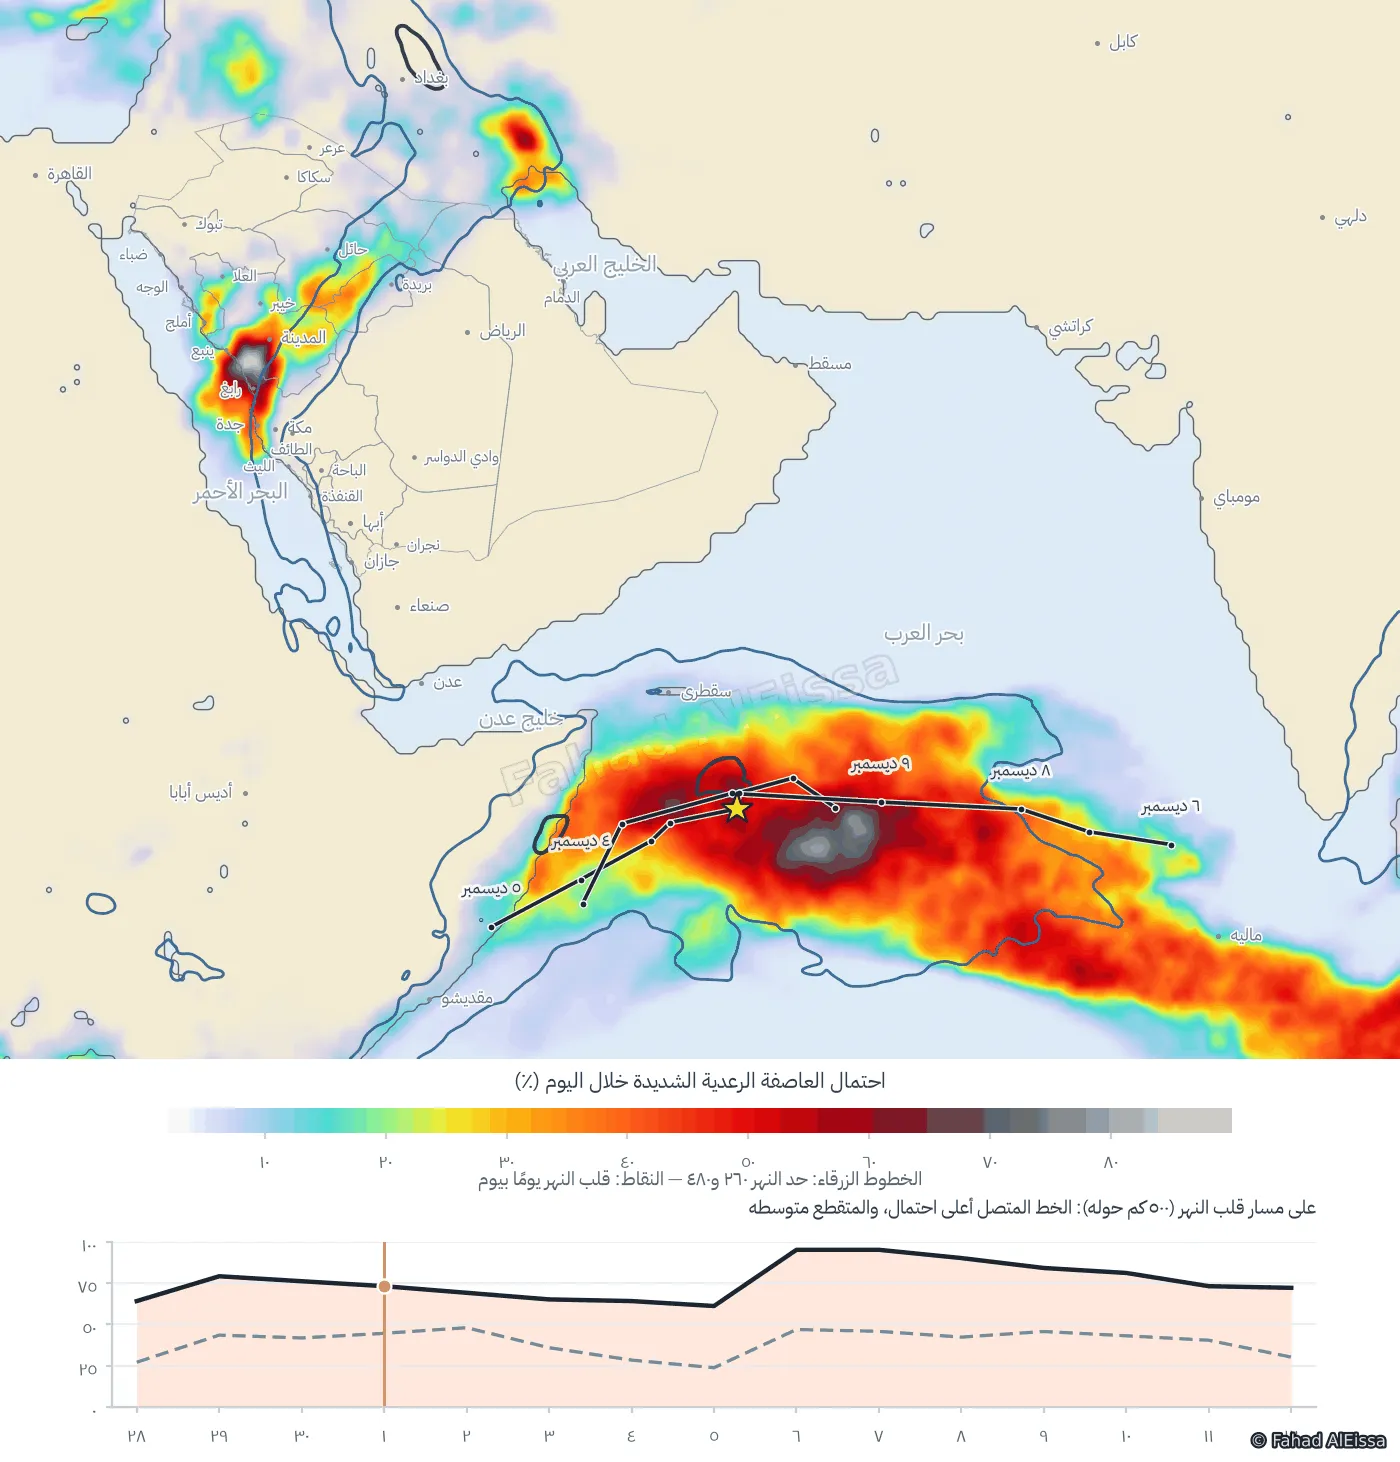 كابل
بغداد
عرعر
القاهرة
سكاكا
دلهي
تبوك
ضباء
حائل
الخليج العربي
العلا
الوجه
بريدة
الدمام
خيبر
أملج
كراتشي
الرياض
المدينة
ينبع
مسقط
رابغ
جدة
مكة
الطائف
وادي الدواسر
الليث
الباحة
البحر الأحمر
القنفذة
مومباي
أبها
نجران
جازان
صنعاء
بحر العرب
عدن
سقطرى
خليج عدن
Fahad AlEissa
٩ ديسمبر
٨ ديسمبر
أديس أبابا
٦ ديسمبر
٤ ديسمبر
٥ ديسمبر
ماليه
مقديشو
احتمال العاصفة الرعدية الشديدة خلال اليوم (٪)
١٠ ٢٠ ٣٠ ٤٠ ٥٠ ٦٠ ٧٠ ٨٠
الخطوط الزرقاء: حد النهر ٢٦٠ و٤٨٠ — النقاط: قلب النهر يومًا بيوم
على مسار قلب النهر (٥٠٠ كم حوله): الخط المتصل أعلى احتمال، والمتقطع متوسطه
١٠٠
٧٥
٥٠
٢٥
٠
٢٨ ٢٩ ٣٠ ١ ٢ ٣ ٤ ٥ ٦ ٧ ٨ ٩ ١٠ ١١
© Fahad AlEissa